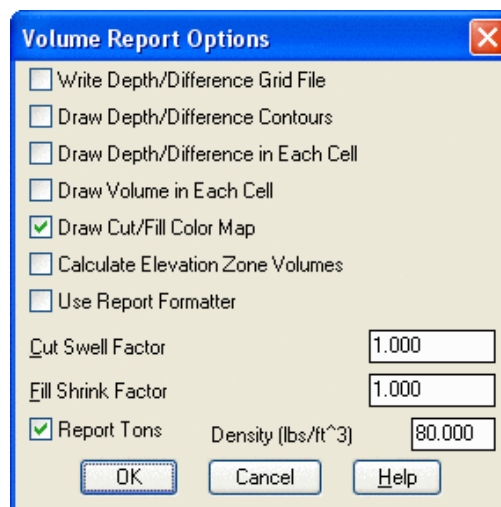 Volume Report Options
Write Depth/Difference Grid File
Draw Depth/Difference Contours
Draw Depth/Difference in Each Cell
Draw Volume in Each Cell
Draw Cut/Fill Color Map
Calculate Elevation Zone Volumes
Use Report Formatter
Cut Swell Factor 1.000
Fill Shrink Factor 1.000
Report Tons Density (lbs/ft^3) 80.000
OK Cancel Help